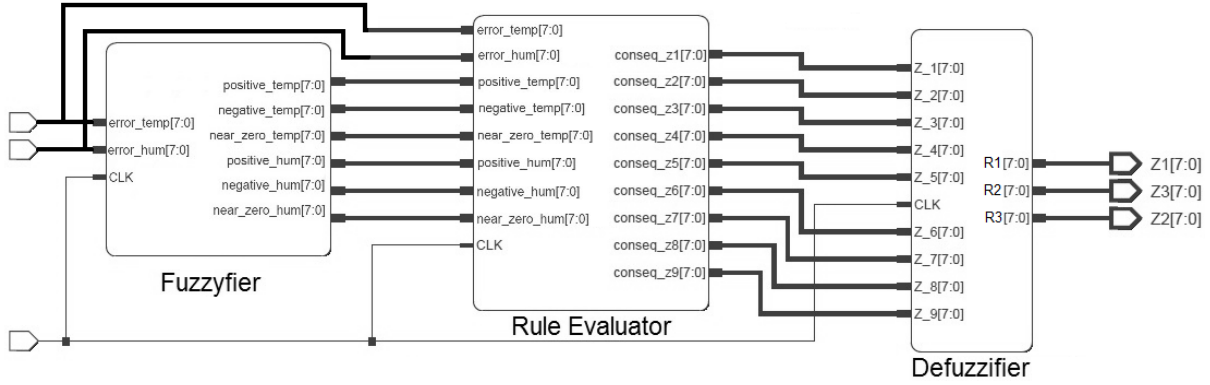 error_temp[7:0]
error_hum[7:0]
CLK
positive_temp[7:0]
negative_temp[7:0]
near_zero_temp[7:0]
positive_hum[7:0]
negative_hum[7:0]
near_zero_hum[7:0]
Fuzzyfier
error_temp[7:0]
error_hum[7:0]
positive_temp[7:0]
negative_temp[7:0]
near_zero_temp[7:0]
positive_hum[7:0]
negative_hum[7:0]
near_zero_hum[7:0]
CLK
conseq_z1[7:0]
conseq_z2[7:0]
conseq_z3[7:0]
conseq_z4[7:0]
conseq_z5[7:0]
conseq_z6[7:0]
conseq_z7[7:0]
conseq_z8[7:0]
conseq_z9[7:0]
Rule Evaluator
Z_1[7:0]
Z_2[7:0]
Z_3[7:0]
Z_4[7:0]
Z_5[7:0]
CLK
Z_6[7:0]
Z_7[7:0]
Z_8[7:0]
Z_9[7:0]
R1[7:0]
R2[7:0]
R3[7:0]
Defuzzifier
Z1[7:0]
Z3[7:0]
Z2[7:0]